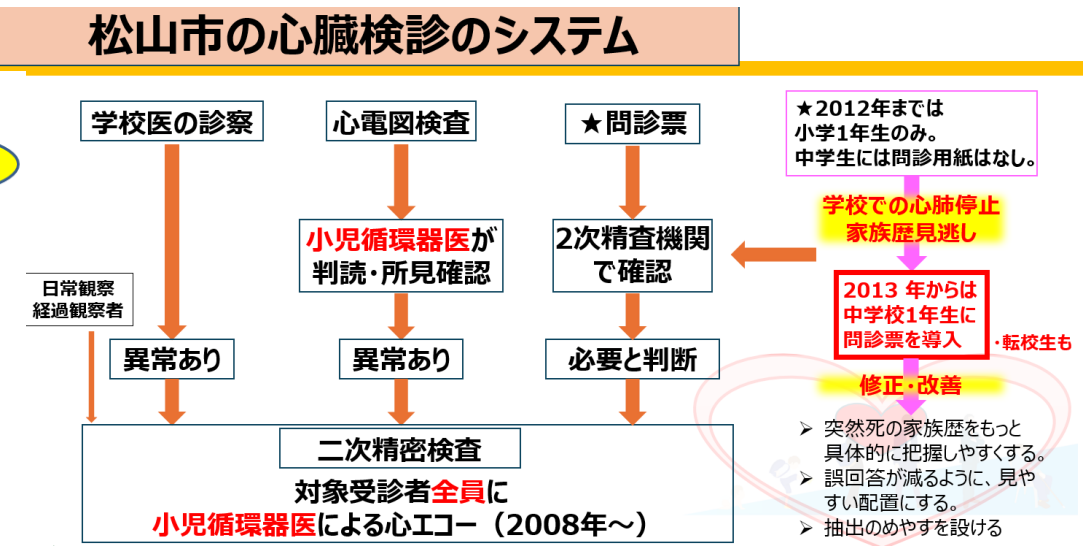 松山市の心臓検診のシステム
学校医の診察
心電図検査
★問診票
★2012年までは
小学1年生のみ。
中学生には問診用紙はなし。
学校での心肺停止
家族歴見逃し
小児循環器医が
判読・所見確認
2次精査機関
で確認
日常観察
経過観察者
2013 年からは
中学校1年生に
問診票を導入
・転校生も
異常あり
異常あり
必要と判断
修正・改善
二次精密検査
対象受診者全員に
小児循環器医による心エコー（2008年～）
➢ 突然死の家族歴をもっと
具体的に把握しやすくする。
➢ 誤回答が減るように、見や
すい配置にする。
➢ 抽出のめやすを設ける